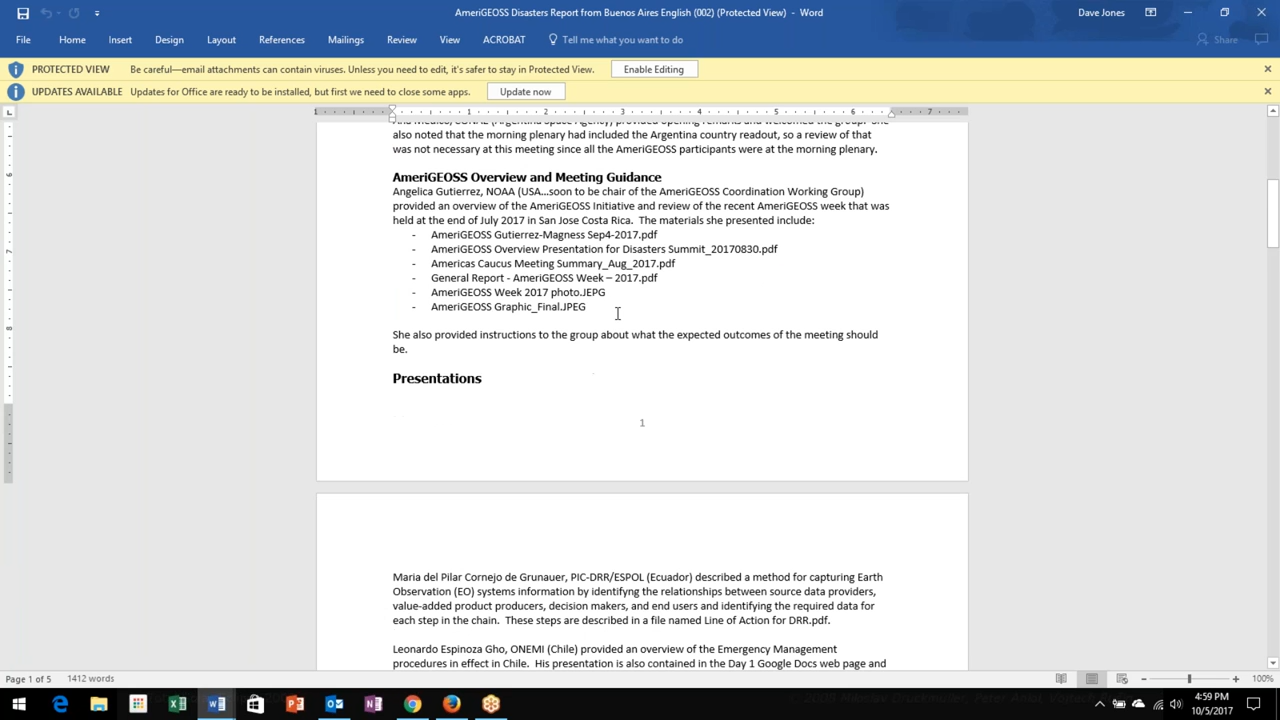 AmeriGEOSS Disasters Report from Buenos Aires English (002) (Protected View) - Word
Dave Jones
File Home Insert Design Layout References Mailings Review View ACROBAT Tell me what you want to do Share
PROTECTED VIEW Be careful—email attachments can contain viruses. Unless you need to edit, it's safer to stay in Protected View. Enable Editing
UPDATES AVAILABLE Updates for Office are ready to be installed, but first we need to close some apps. Update now
1 1 2 3 4 5 6 7
also noted that the morning plenary had included the Argentina country readout, so a review of that
was not necessary at this meeting since all the AmeriGEOSS participants were at the morning plenary.
AmeriGEOSS Overview and Meeting Guidance
Angelica Gutierrez, NOAA (USA...soon to be chair of the AmeriGEOSS Coordination Working Group)
provided an overview of the AmeriGEOSS Initiative and review of the recent AmeriGEOSS week that was
held at the end of July 2017 in San Jose Costa Rica. The materials she presented include:
- AmeriGEOSS Gutierrez-Magness Sep4-2017.pdf
- AmeriGEOSS Overview Presentation for Disasters Summit_20170830.pdf
- Americas Caucus Meeting Summary_Aug_2017.pdf
- General Report - AmeriGEOSS Week – 2017.pdf
- AmeriGEOSS Week 2017 photo.JEPG
- AmeriGEOSS Graphic_Final.JPEG
She also provided instructions to the group about what the expected outcomes of the meeting should
be.
Presentations
1
Maria del Pilar Cornejo de Grunauer, PIC-DRR/ESPOL (Ecuador) described a method for capturing Earth
Observation (EO) systems information by identifyng the relationships between source data providers,
value-added product producers, decision makers, and end users and identifying the required data for
each step in the chain. These steps are described in a file named Line of Action for DRR.pdf.
Leonardo Espinoza Gho, ONEMI (Chile) provided an overview of the Emergency Management
procedures in effect in Chile. His presentation is also contained in the Day 1 Google Docs web page and
Page 1 of 5 1412 words 100%
4:59 PM
10/5/2017